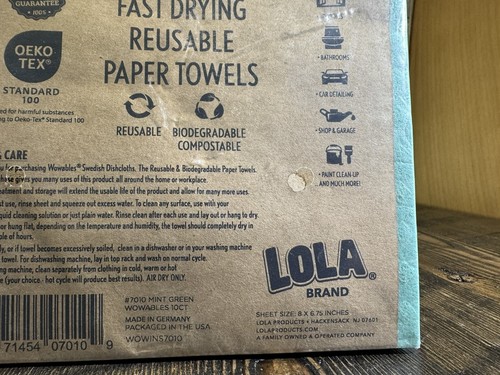 GUARANTEE
100%
FAST DRYING
REUSABLE
PAPER TOWELS
OEKO
TEX®
STANDARD
100
ed for harmful substances
ng to Oeko-Tex® Standard 100
REUSABLE
BIODEGRADABLE
COMPOSTABLE
• BATHROOMS
• CAR DETAILING
• SHOP & GARAGE
• PAINT CLEAN-UP
AND MUCH MORE!
& CARE
you for purchasing Wowables® Swedish Dishcloths. The Reusable & Biodegradable Paper Towels.
gives you many uses of this product all around the home or workplace.
eatment and storage will extend the usable life of the product and allow for many more uses.
st use, rinse sheet and squeeze out excess water. To clean any surface, use with your
quid cleaning solution or just plain water. Rinse clean after each use and lay out or hang to dry.
or hung flat, depending on the temperature and humidity, the towel should completely dry in
ple of hours.
ly, or if towel becomes excessively soiled, clean in a dishwasher or in your washing machine
towel. For dishwashing machine, lay in top rack and wash on normal cycle.
ng machine, clean separately from clothing in cold, warm or hot
e (your choice - hot cycle will produce best results). AIR DRY ONLY.
LOLA®
BRAND
#7010 MINT GREEN
WOWABLES 10CT
MADE IN GERMANY
PACKAGED IN THE USA
WOWINS7010
71454 07010 9
SHEET SIZE: 8 X 6.75 INCHES
LOLA PRODUCTS • HACKENSACK NJ 07601
LOLAPRODUCTS.COM
A FAMILY OWNED & OPERATED COMPANY